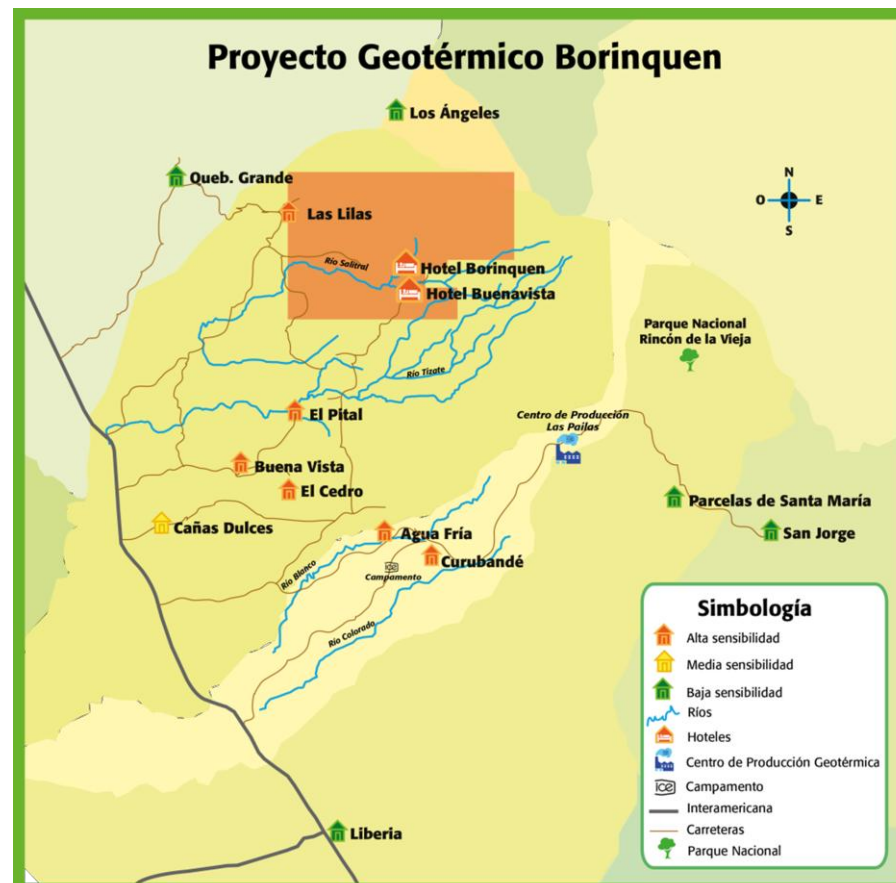 Proyecto Geotérmico Borinquen
Los Ángeles
Queb. Grande
Las Lilas
N
O
E
S
Río Salitral
Hotel Borinquen
Hotel Buenavista
Parque Nacional
Rincón de la Vieja
Río Tizate
El Pital
Centro de Producción
Las Pailas
Buena Vista
El Cedro
Parcelas de Santa María
Cañas Dulces
Agua Fría
San Jorge
Curubandé
ice
Campamento
Río Blanco
Río Colorado
Liberia
Simbología
Alta sensibilidad
Media sensibilidad
Baja sensibilidad
Ríos
Hoteles
Centro de Producción Geotérmica
ice
Campamento
Interamericana
Carreteras
Parque Nacional